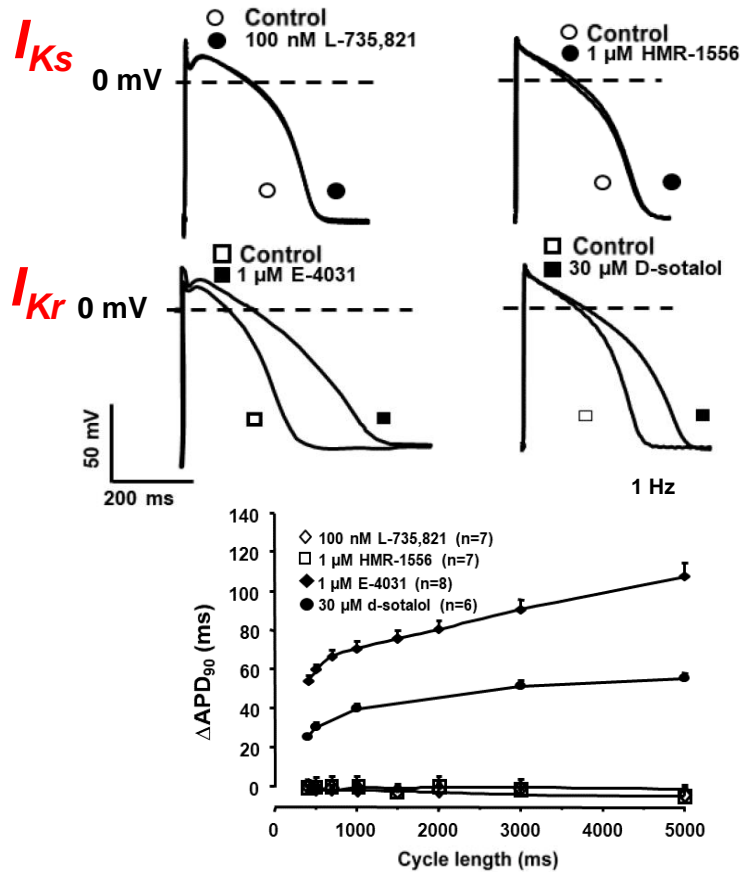 I_Ks
Control
100 nM L-735,821
Control
1 µM HMR-1556
0 mV
I_Kr
Control
1 µM E-4031
Control
30 µM D-sotalol
0 mV
50 mV
200 ms
1 Hz
140
120
100
80
60
40
20
0
ΔAPD90 (ms)
100 nM L-735,821 (n=7)
1 µM HMR-1556 (n=7)
1 µM E-4031 (n=8)
30 µM d-sotalol (n=6)
0 1000 2000 3000 4000 5000
Cycle length (ms)